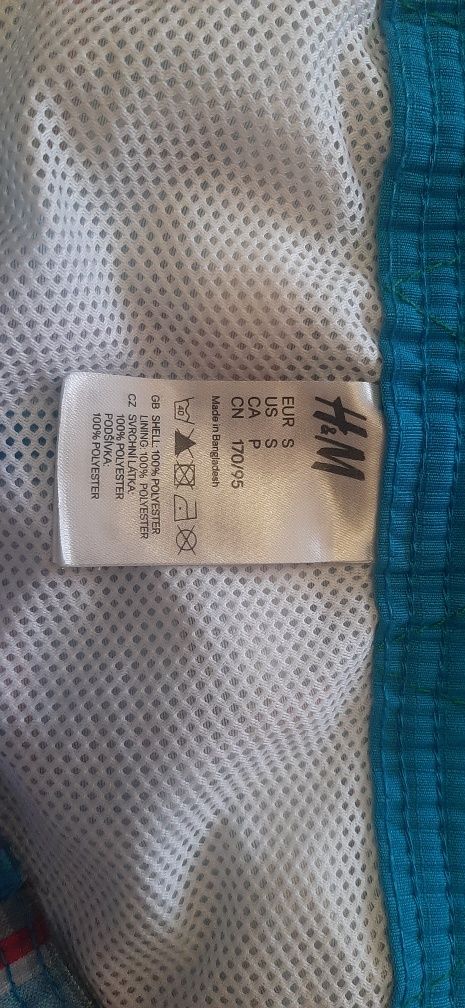 H&M
EUR S
US S
CA P
CN 170/95
Made in Bangladesh
40
GB SHELL: 100% POLYESTER
LINING: 100% POLYESTER
CZ SVRCHNÍ LÁTKA:
100% POLYESTER
PODŠÍVKA:
100% POLYESTER